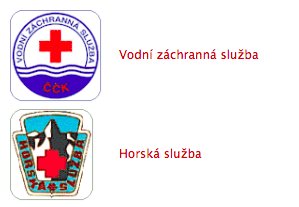 VODNÍ ZÁCHRANNÁ SLUŽBA
ČČK
Vodní záchranná služba
HORSKÁ SLUŽBA
Horská služba